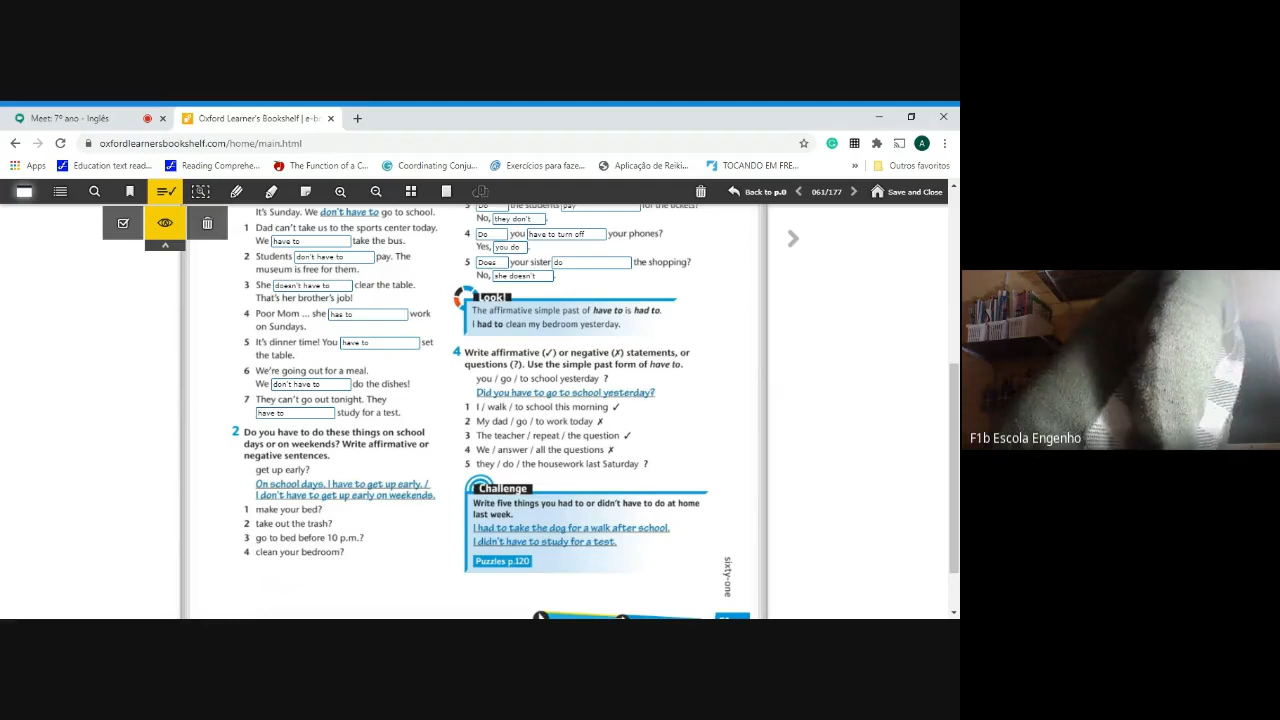 Meet: 7º ano - Inglês
Oxford Learner's Bookshelf | e-b
oxfordlearnersbookshelf.com/home/main.html
A
Apps
Education text read...
Reading Comprehe...
The Function of a C...
Coordinating Conju...
Exercícios para faze...
Aplicação de Reiki...
TOCANDO EM FRE...
»
Outros favoritos
Back to p.0
061/177
Save and Close
It's Sunday. We don't have to go to school.
1 Dad can't take us to the sports center today.
We have to take the bus.
2 Students don't have to pay. The
museum is free for them.
3 She doesn't have to clear the table.
That's her brother's job!
4 Poor Mom ... she has to work
on Sundays.
5 It's dinner time! You have to set
the table.
6 We're going out for a meal.
We don't have to do the dishes!
7 They can't go out tonight. They
have to study for a test.
2 Do you have to do these things on school
days or on weekends? Write affirmative or
negative sentences.
get up early?
On school days, I have to get up early. /
I don't have to get up early on weekends.
1 make your bed?
2 take out the trash?
3 go to bed before 10 p.m.?
4 clean your bedroom?
3 Do the students pay for the tickets?
No, they don't.
4 Do you have to turn off your phones?
Yes, you do.
5 Does your sister do the shopping?
No, she doesn't.
Look!
The affirmative simple past of have to is had to.
I had to clean my bedroom yesterday.
4 Write affirmative (✓) or negative (✗) statements, or
questions (?). Use the simple past form of have to.
you / go / to school yesterday ?
Did you have to go to school yesterday?
1 I / walk / to school this morning ✓
2 My dad / go / to work today ✗
3 The teacher / repeat / the question ✓
4 We / answer / all the questions ✗
5 they / do / the housework last Saturday ?
Challenge
Write five things you had to or didn't have to do at home
last week.
I had to take the dog for a walk after school.
I didn't have to study for a test.
Puzzles p.120
sixty-one
F1b Escola Engenho